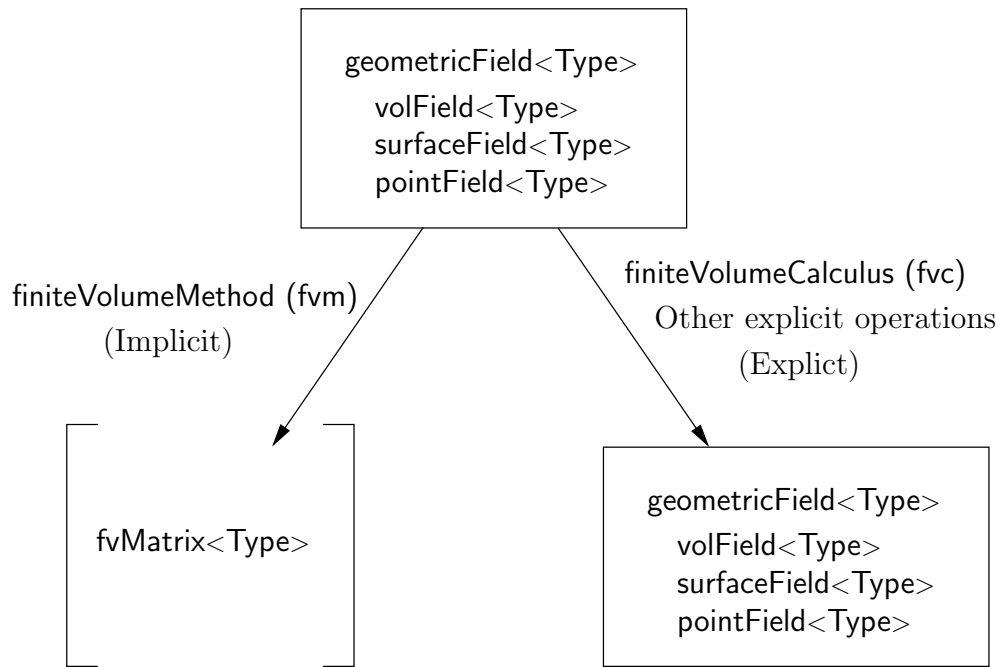 geometricField<Type>
volField<Type>
surfaceField<Type>
pointField<Type>
finiteVolumeMethod (fvm)
(Implicit)
finiteVolumeCalculus (fvc)
Other explicit operations
(Explict)
fvMatrix<Type>
geometricField<Type>
volField<Type>
surfaceField<Type>
pointField<Type>